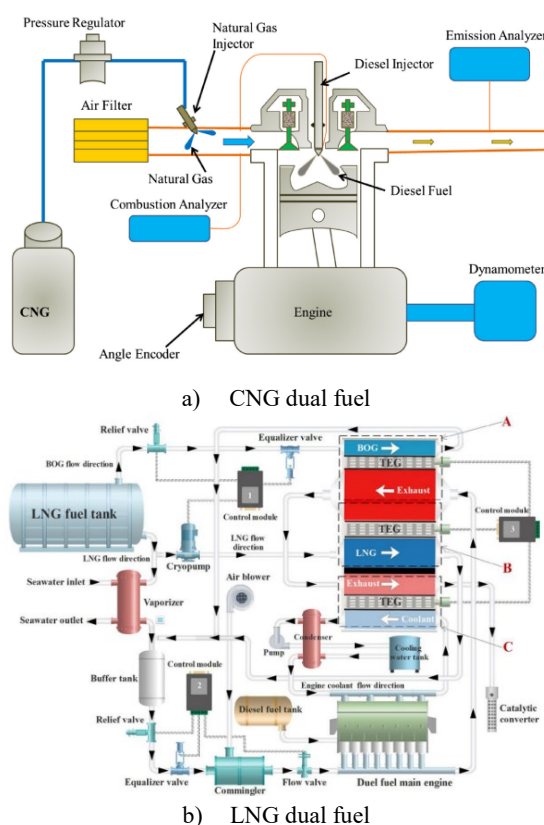 Pressure Regulator
Natural Gas
Injector
Diesel Injector
Emission Analyzer
Air Filter
Natural Gas
Diesel Fuel
Combustion Analyzer
CNG
Engine
Dynamometer
Angle Encoder
a) CNG dual fuel
Relief valve
Equalizer valve
A
BOG flow direction
BOG
TEG
1
Exhaust
LNG fuel tank
Control module
Control module
TEG
3
LNG flow direction
Cryopump
LNG flow
direction
LNG
B
Air blower
Seawater inlet
Exhaust
Vaporizer
TEG
Seawater outlet
Condenser
Coolant
C
Pump
Cooling
water tank
Control module
Buffer tank
Engine coolant flow direction
2
Diesel fuel tank
Catalytic
converter
Relief valve
Equalizer valve
Commingler
Flow valve
Duel fuel main engine
b) LNG dual fuel